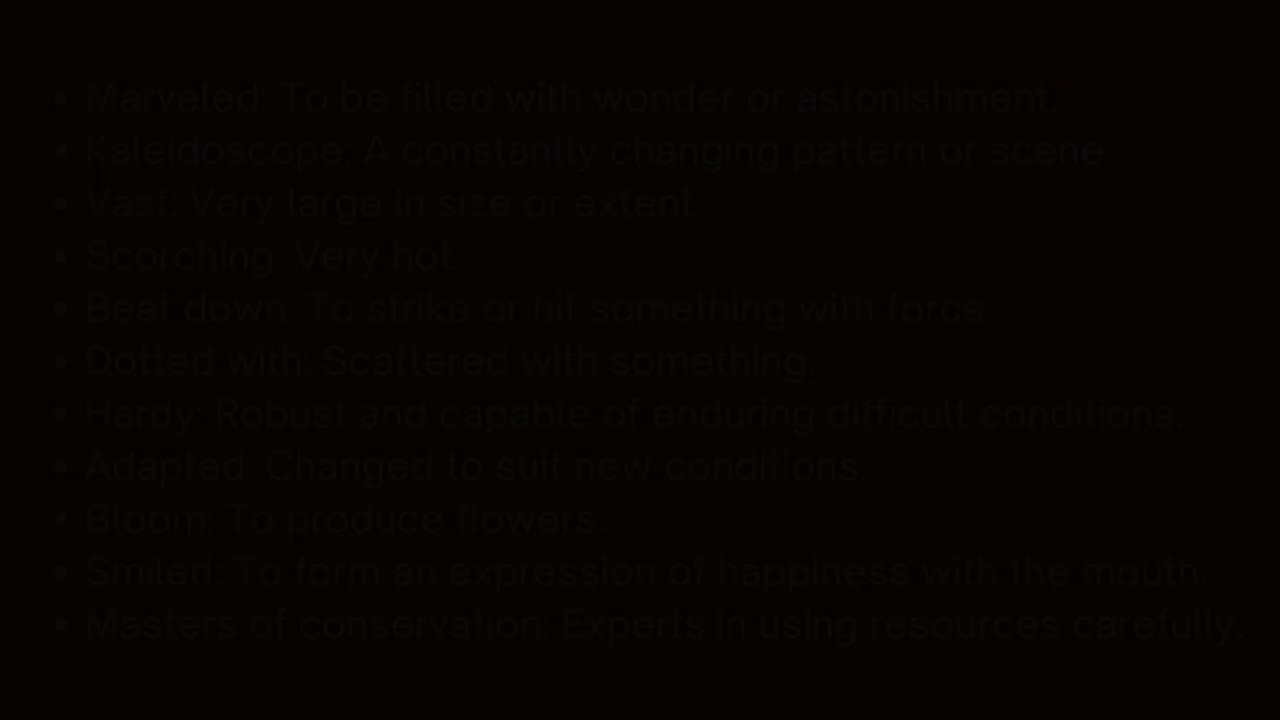 • Marveled: To be filled with wonder or astonishment.
• Kaleidoscope: A constantly changing pattern or scene.
• Vast: Very large in size or extent.
• Scorching: Very hot.
• Beat down: To strike or hit something with force.
• Dotted with: Scattered with something.
• Hardy: Robust and capable of enduring difficult conditions.
• Adapted: Changed to suit new conditions.
• Bloom: To produce flowers.
• Smiled: To form an expression of happiness with the mouth.
• Masters of conservation: Experts in using resources carefully.